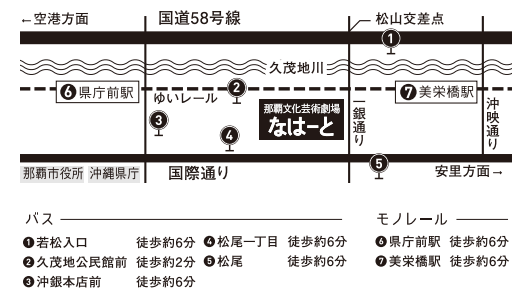 ←空港方面
国道58号線
松山交差点
❶
久茂地川
❻県庁前駅
❷
❼美栄橋駅
ゆいレール
❸
❹
那覇文化芸術劇場
なはーと
一銀通り
沖映通り
❺
那覇市役所 沖縄県庁
国際通り
安里方面→
バス
❶若松入口 徒歩約6分
❷久茂地公民館前 徒歩約2分
❸沖銀本店前 徒歩約6分
❹松尾一丁目 徒歩約6分
❺松尾 徒歩約6分
モノレール
❻県庁前駅 徒歩約6分
❼美栄橋駅 徒歩約6分